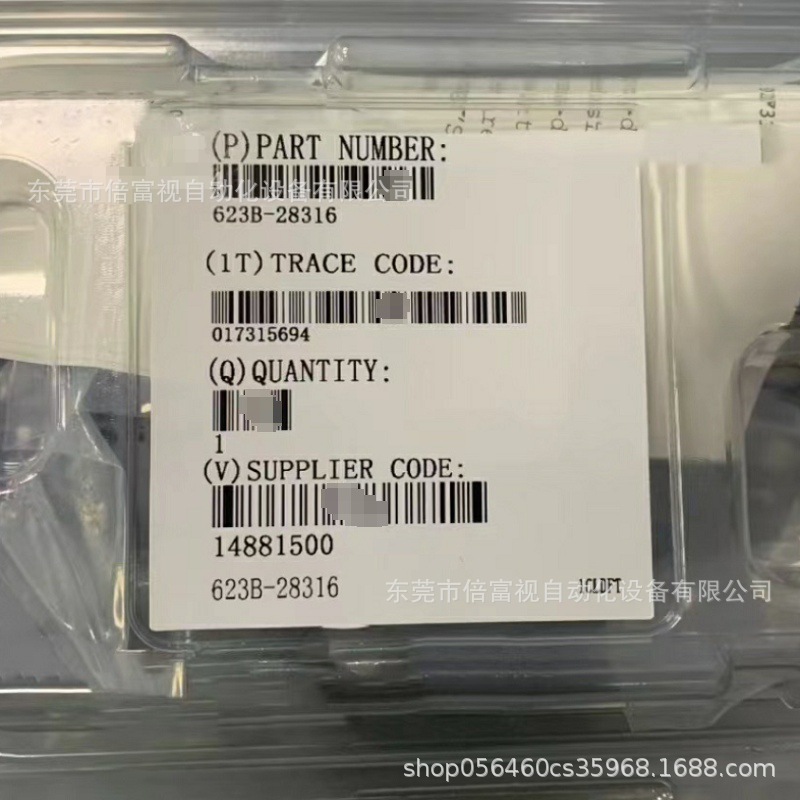 (P)PART NUMBER:
东莞市倍富视自动化设备有限公司
623B-28316
(1T)TRACE CODE:
017315694
(Q)QUANTITY:
1
(V)SUPPLIER CODE:
14881500
623B-28316
东莞市倍富视自动化设备有限公司
1CLDFT
shop056460cs35968.1688.com